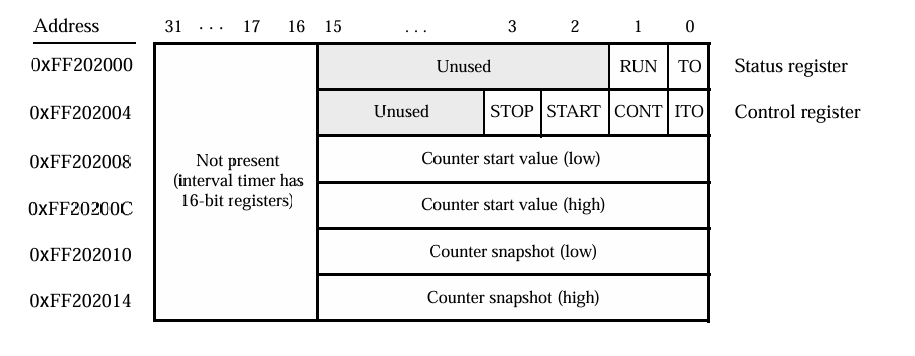 Address 31 ··· 17 16 15 ... 3 2 1 0
0xFF202000 Unused RUN TO Status register
0xFF202004 Unused STOP START CONT ITO Control register
0xFF202008 Counter start value (low)
Not present
(interval timer has
16-bit registers)
0xFF20200C Counter start value (high)
0xFF202010 Counter snapshot (low)
0xFF202014 Counter snapshot (high)